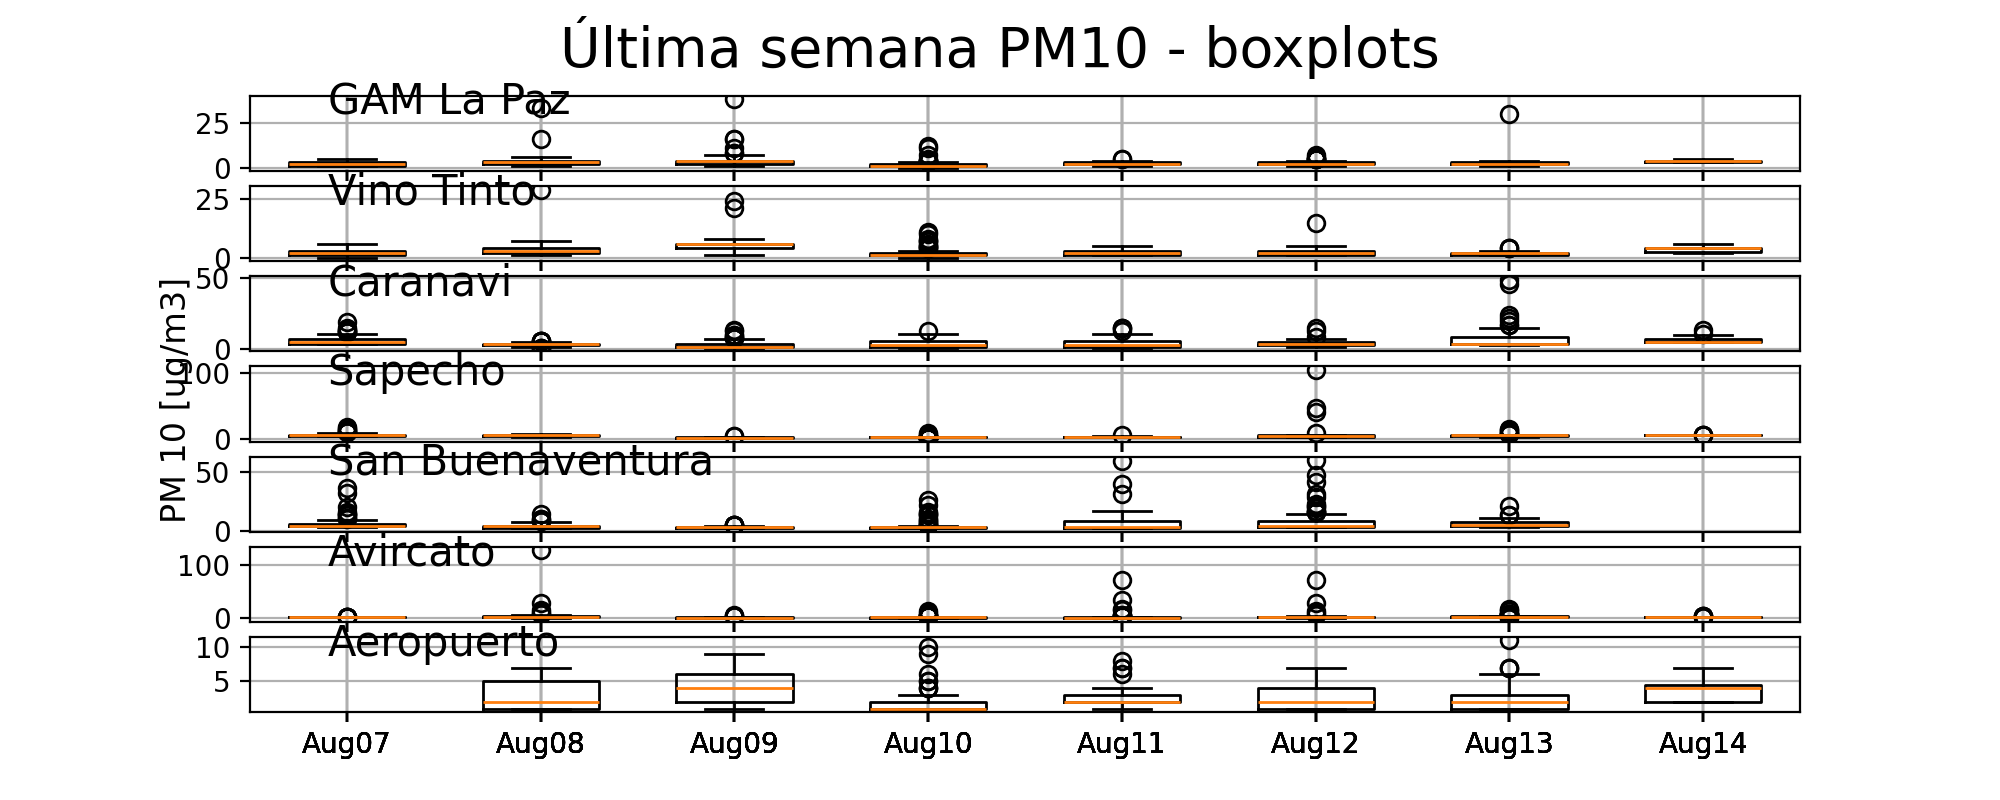 Última semana PM10 - boxplots
GAM La Paz
25
0
Vino Tinto
25
0
Caranavi
50
0
Sapecho
100
0
San Buenaventura
50
0
Avircato
100
0
Aeropuerto
10
5
PM 10 [ug/m3]
Aug07 Aug08 Aug09 Aug10 Aug11 Aug12 Aug13 Aug14